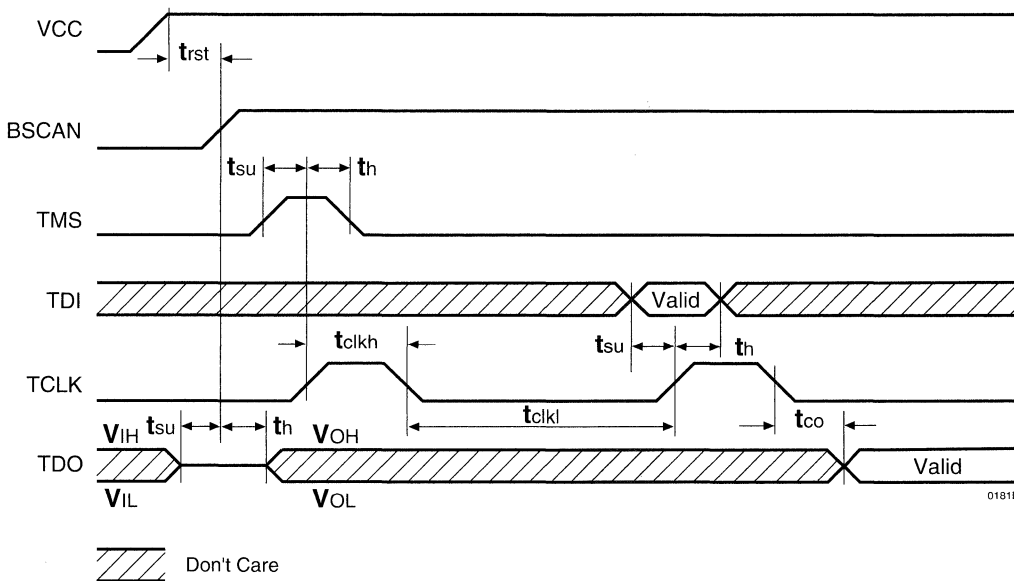 VCC
trst
BSCAN
tsu
th
TMS
TDI
Valid
tclkh
tsu
th
TCLK
tclkl
tco
tsu
th
VIH
VOH
TDO
Valid
VIL
VOL
Don't Care